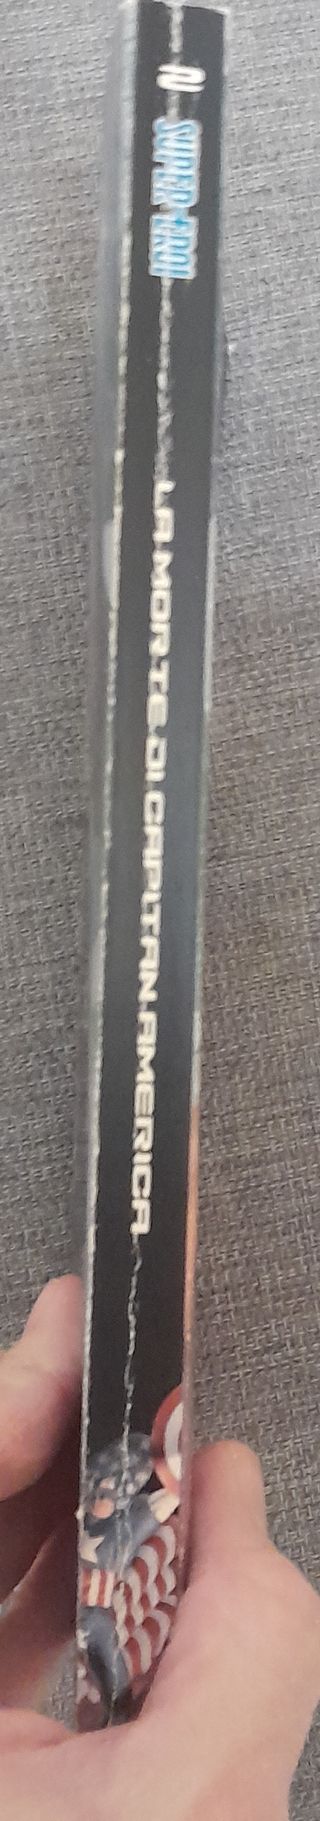 2
SUPER-EROI
LA MORTE DI CAPITAN AMERICA